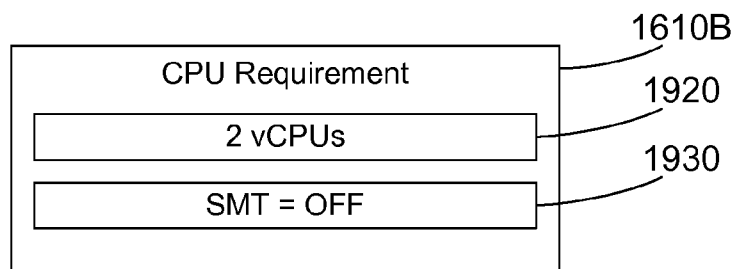 1610B
CPU Requirement
1920
2 vCPUs
1930
SMT = OFF